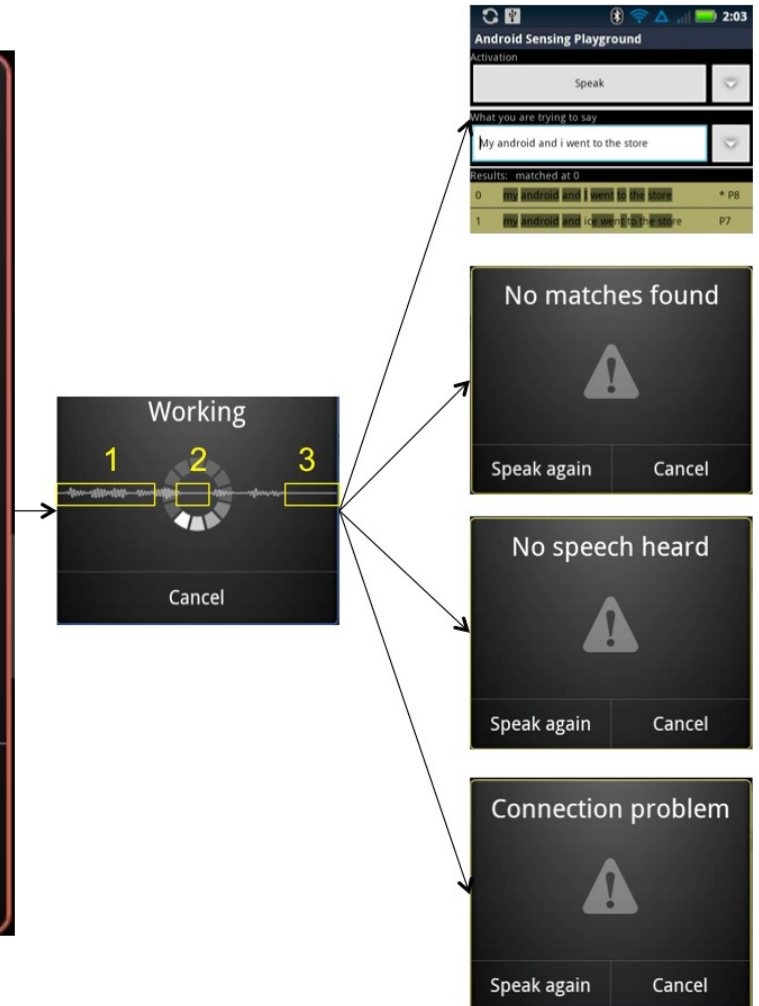 2:03
Android Sensing Playground
Activation
Speak
What you are trying to say
My android and i went to the store
Results: matched at 0
0 my android and I went to the store * P8
1 my android and ice went to the store P7
Working
1 2 3
Cancel
No matches found
Speak again Cancel
No speech heard
Speak again Cancel
Connection problem
Speak again Cancel